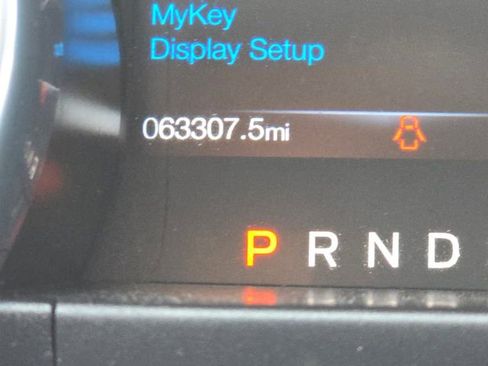 MyKey
Display Setup
063307.5mi
P R N D